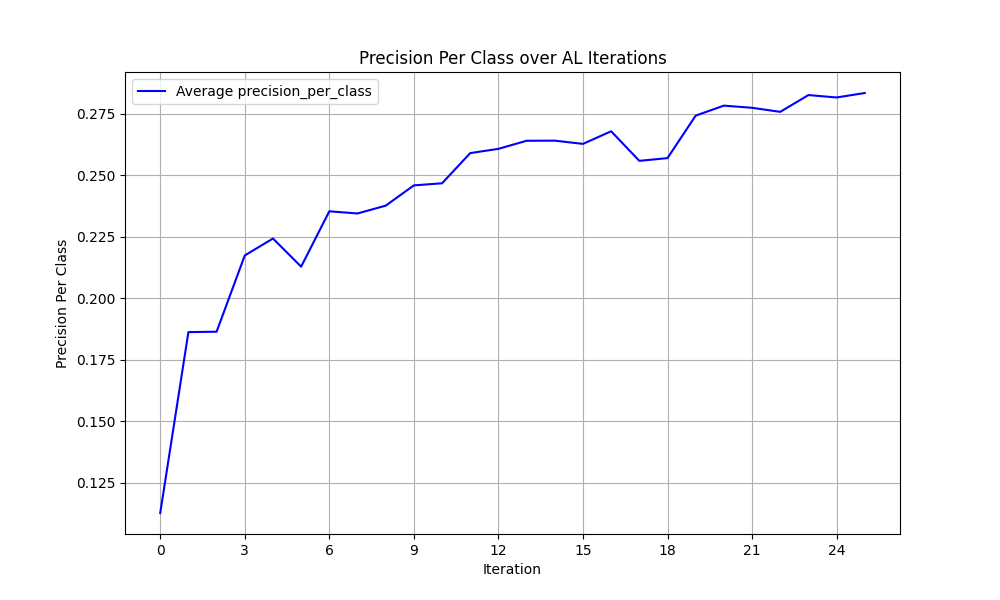 Precision Per Class over AL Iterations
Average precision_per_class
Precision Per Class
0.275
0.250
0.225
0.200
0.175
0.150
0.125
0 3 6 9 12 15 18 21 24
Iteration